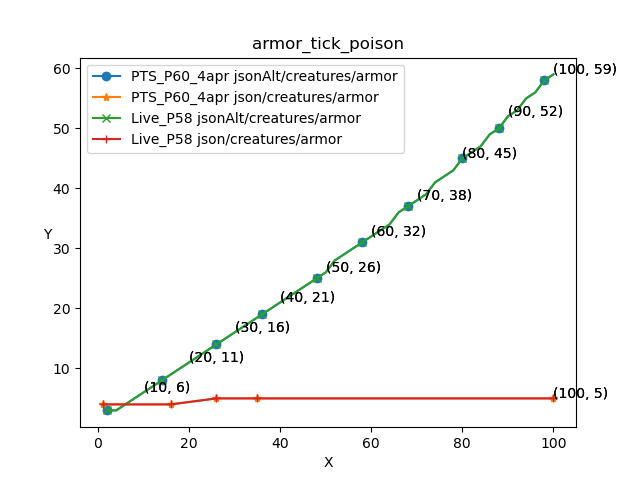 armor_tick_poison
PTS_P60_4apr jsonAlt/creatures/armor
PTS_P60_4apr json/creatures/armor
Live_P58 jsonAlt/creatures/armor
Live_P58 json/creatures/armor
60
50
40
30
20
10
Y
(100, 59)
(90, 52)
(80, 45)
(70, 38)
(60, 32)
(50, 26)
(40, 21)
(30, 16)
(20, 11)
(10, 6)
(100, 5)
0 20 40 60 80 100
X